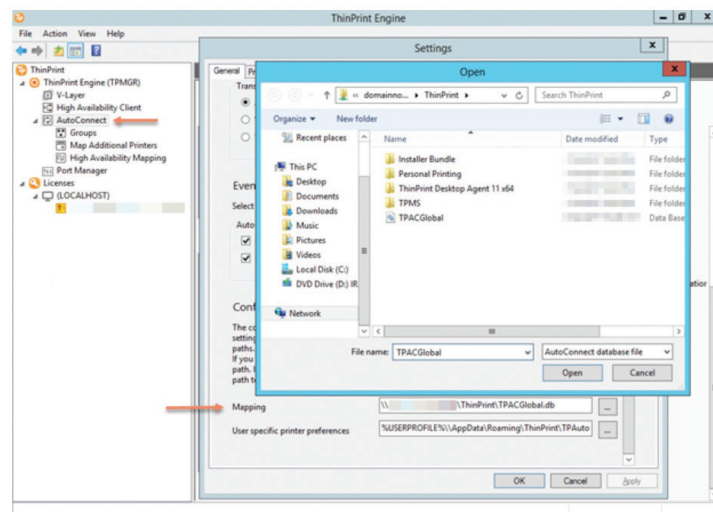 ThinPrint Engine
File Action View Help
Settings
ThinPrint
ThinPrint Engine (TPMGR)
V-Layer
High Availability Client
AutoConnect
Groups
Map Additional Printers
High Availability Mapping
Port Manager
Licenses
(LOCALHOST)
General
Tran
Even
Select
Auto
Conf
The co
setting
paths.
If you
path. I
path t
Open
« domainno... ▸ ThinPrint ▸
Search ThinPrint
Organize New folder
Recent places
This PC
Desktop
Documents
Downloads
Music
Pictures
Videos
Local Disk (C:)
DVD Drive (D:) IR
Network
Name Date modified Type
Installer Bundle File folder
Personal Printing File folder
ThinPrint Desktop Agent 11 x64 File folder
TPMS File folder
TPACGlobal Data Base
File name: TPACGlobal AutoConnect database file
Open Cancel
Mapping \\ \ThinPrint\TPACGlobal.db ...
User specific printer preferences %USERPROFILE%\AppData\Roaming\ThinPrint\TPAuto ...
OK Cancel Apply